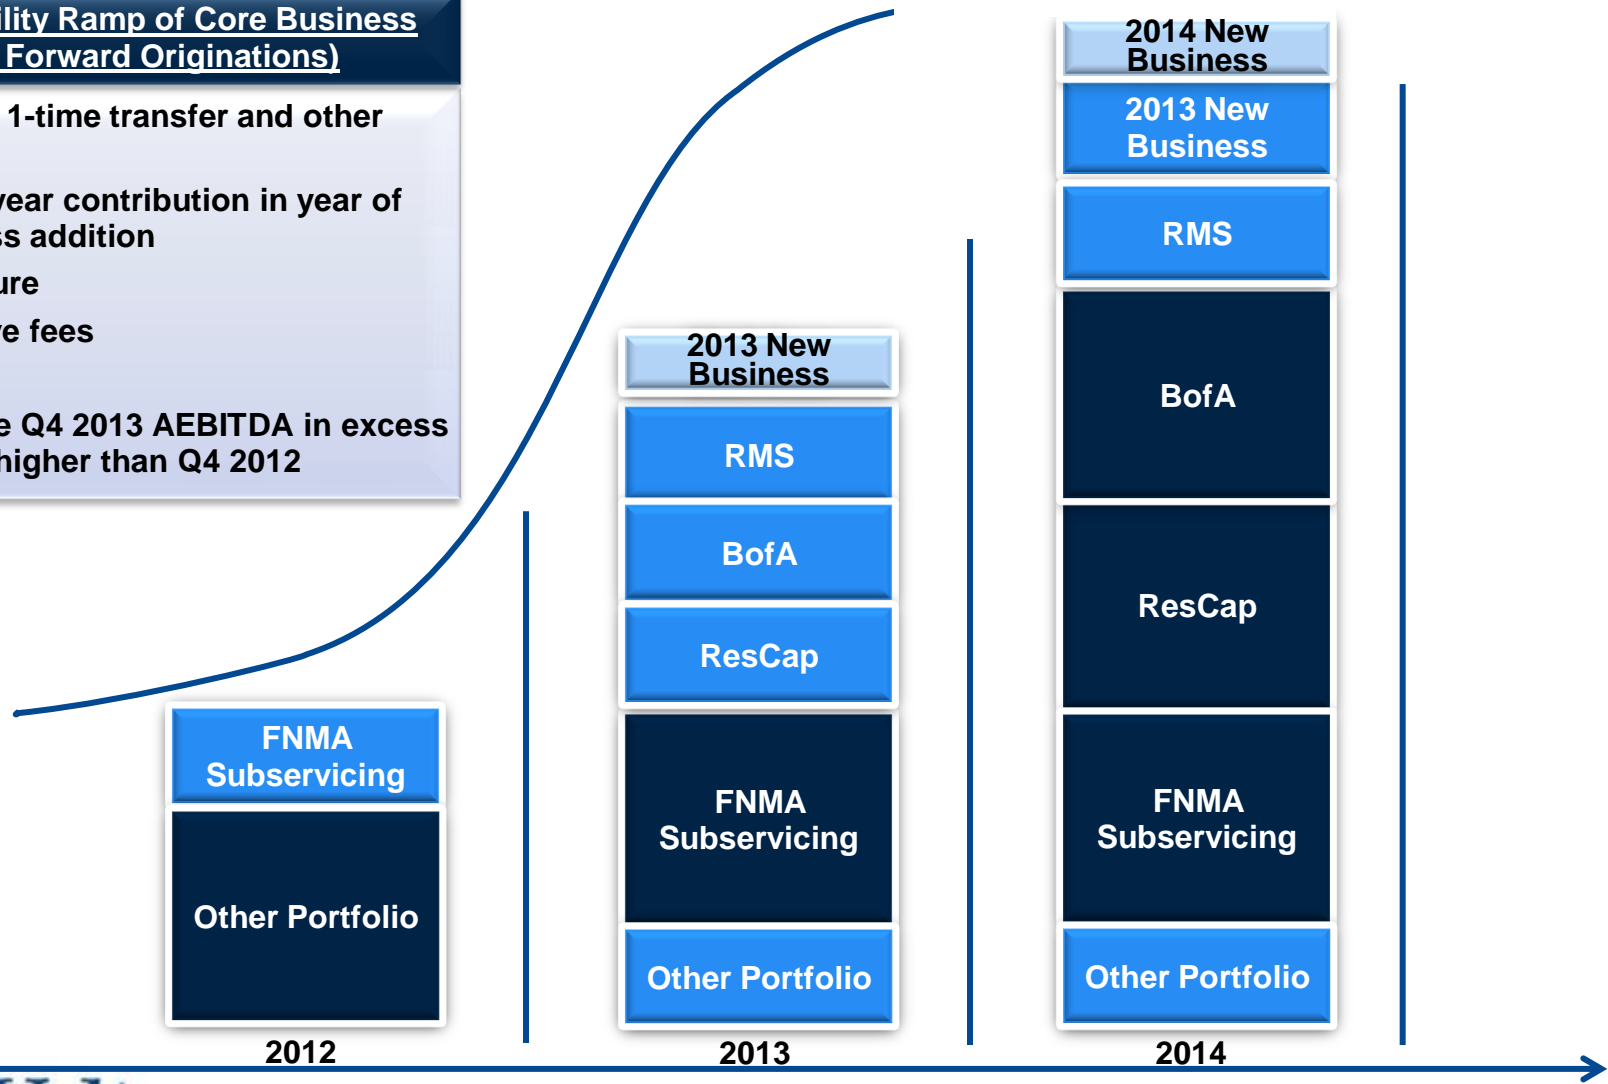 ility Ramp of Core Business
Forward Originations)
1-time transfer and other
year contribution in year of
ss addition
ure
ve fees
e Q4 2013 AEBITDA in excess
higher than Q4 2012
FNMA
Subservicing
Other Portfolio
2012
2013 New
Business
RMS
BofA
ResCap
FNMA
Subservicing
Other Portfolio
2013
2014 New
Business
2013 New
Business
RMS
BofA
ResCap
FNMA
Subservicing
Other Portfolio
2014